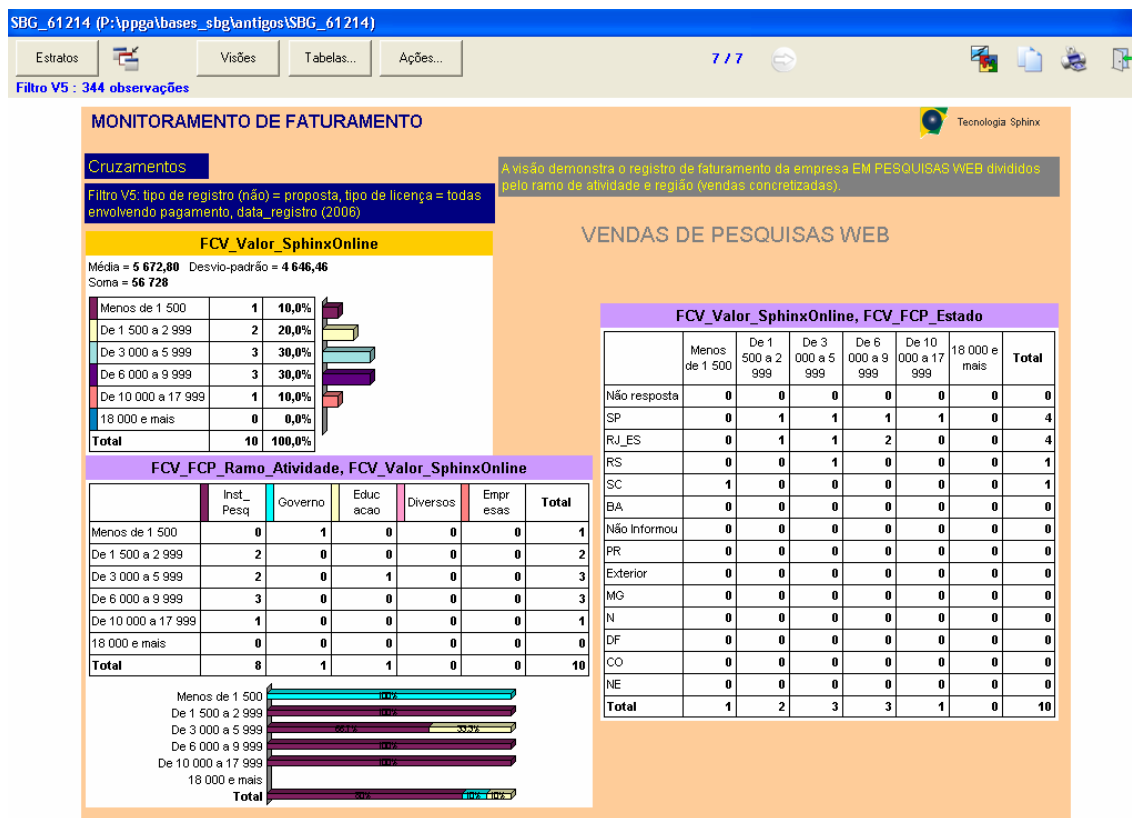 SBG_61214 (P:\ppga\bases_sbg\antigos\SBG_61214)
Estratos Visões Tabelas... Ações... 7 / 7
Filtro V5 : 344 observações
MONITORAMENTO DE FATURAMENTO
Tecnologia Sphinx
Cruzamentos
Filtro V5: tipo de registro (não) = proposta, tipo de licença = todas
envolvendo pagamento, data_registro (2006)
A visão demonstra o registro de faturamento da empresa EM PESQUISAS WEB divididos
pelo ramo de atividade e região (vendas concretizadas).
VENDAS DE PESQUISAS WEB
FCV_Valor_SphinxOnline
Média = 5 672,80 Desvio-padrão = 4 646,46
Soma = 56 728
Menos de 1 500 1 10,0%
De 1 500 a 2 999 2 20,0%
De 3 000 a 5 999 3 30,0%
De 6 000 a 9 999 3 30,0%
De 10 000 a 17 999 1 10,0%
18 000 e mais 0 0,0%
Total 10 100,0%
FCV_FCP_Ramo_Atividade, FCV_Valor_SphinxOnline
Inst_ Pesq Governo Educ acao Diversos Empr esas Total
Menos de 1 500 0 1 0 0 0 1
De 1 500 a 2 999 2 0 0 0 0 2
De 3 000 a 5 999 2 0 1 0 0 3
De 6 000 a 9 999 3 0 0 0 0 3
De 10 000 a 17 999 1 0 0 0 0 1
18 000 e mais 0 0 0 0 0 0
Total 8 1 1 0 0 10
Menos de 1 500 100%
De 1 500 a 2 999 100%
De 3 000 a 5 999 33,3%
De 6 000 a 9 999 100%
De 10 000 a 17 999 100%
18 000 e mais
Total 80% 10% 10%
FCV_Valor_SphinxOnline, FCV_FCP_Estado
Menos de 1 500 De 1 500 a 2 999 De 3 000 a 5 999 De 6 000 a 9 999 De 10 000 a 17 999 18 000 e mais Total
Não resposta 0 0 0 0 0 0 0
SP 0 1 1 1 1 0 4
RJ_ES 0 1 1 2 0 0 4
RS 0 0 1 0 0 0 1
SC 1 0 0 0 0 0 1
BA 0 0 0 0 0 0 0
Não Informou 0 0 0 0 0 0 0
PR 0 0 0 0 0 0 0
Exterior 0 0 0 0 0 0 0
MG 0 0 0 0 0 0 0
N 0 0 0 0 0 0 0
DF 0 0 0 0 0 0 0
CO 0 0 0 0 0 0 0
NE 0 0 0 0 0 0 0
Total 1 2 3 3 1 0 10